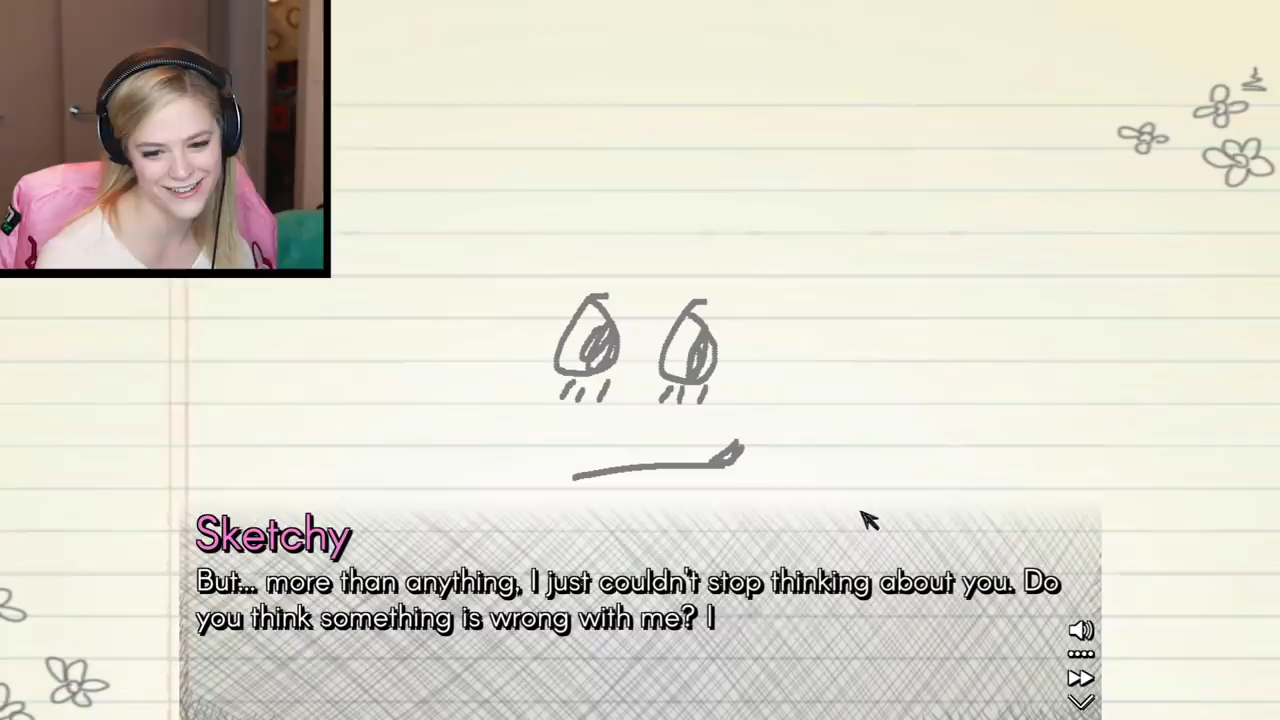 Sketchy
But... more than anything, I just couldn't stop thinking about you. Do
you think something is wrong with me? I